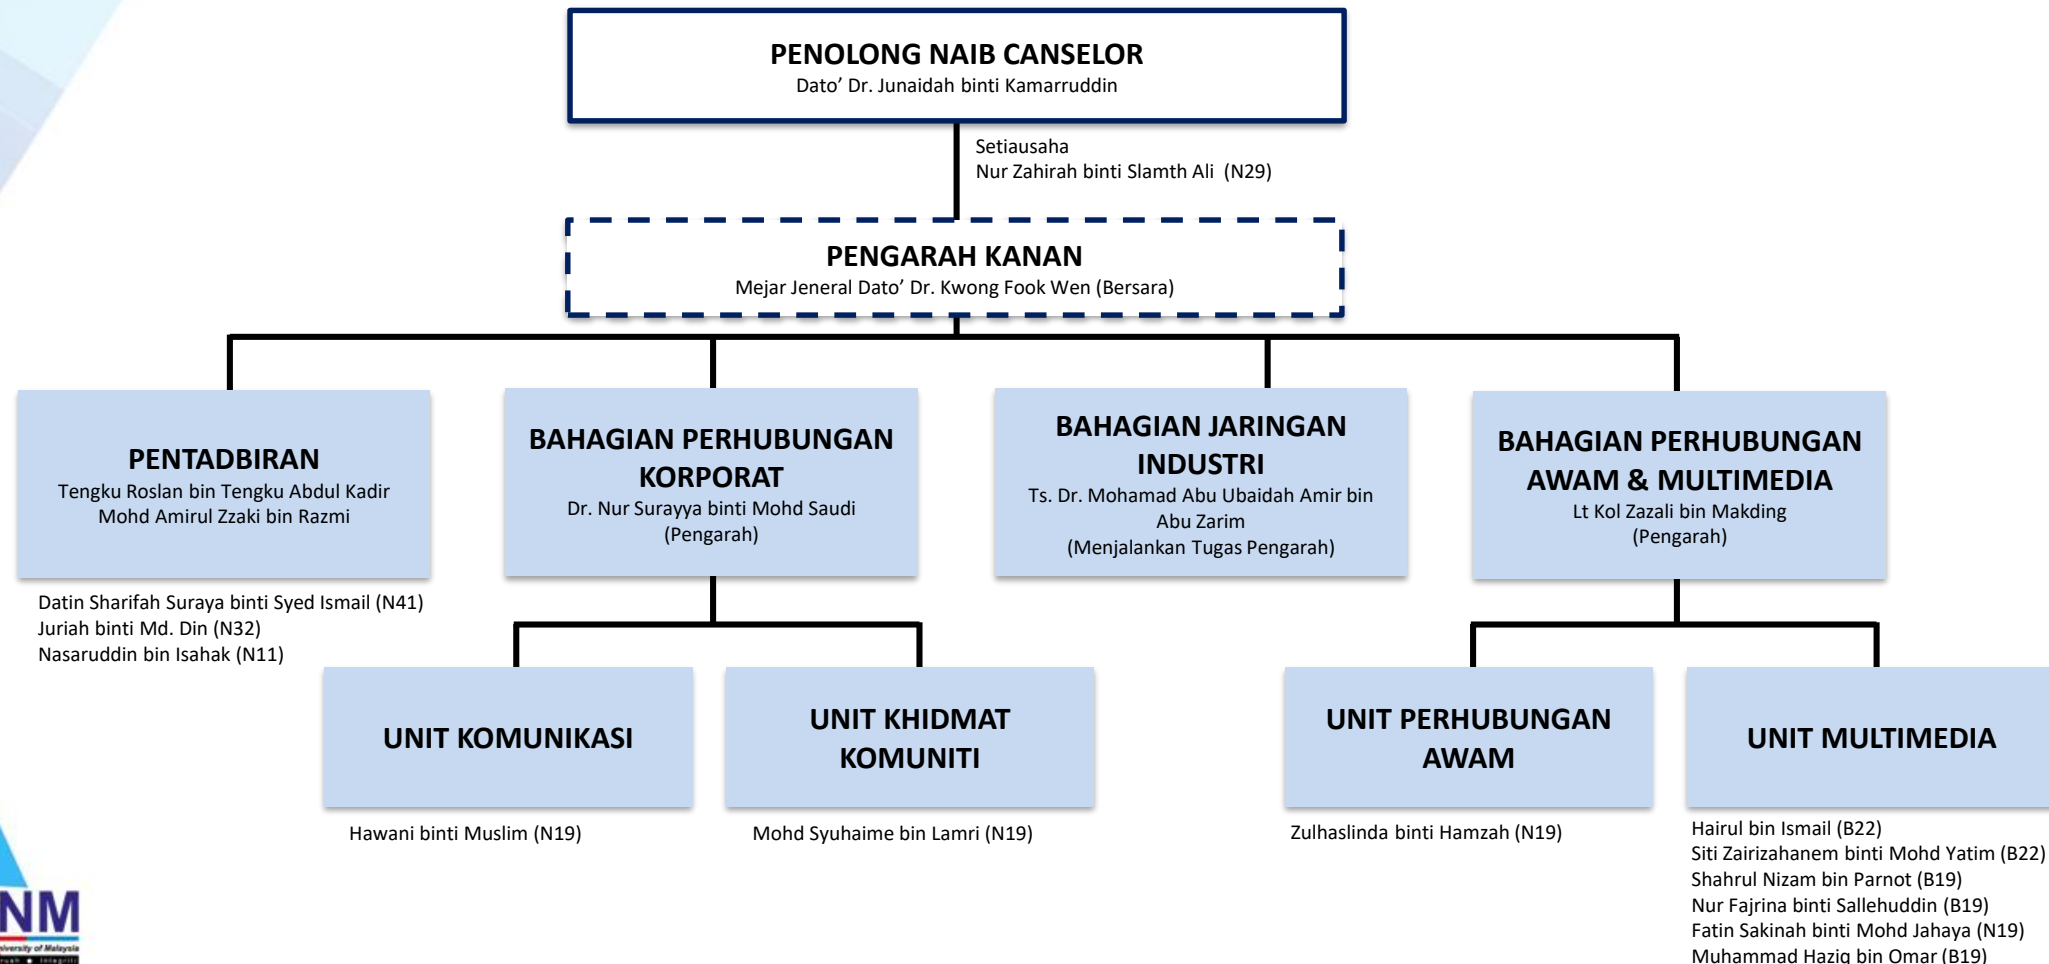 PENOLONG NAIB CANSELOR
Dato’ Dr. Junaidah binti Kamarruddin
Setiausaha
Nur Zahirah binti Slamth Ali (N29)
PENGARAH KANAN
Mejar Jeneral Dato’ Dr. Kwong Fook Wen (Bersara)
PENTADBIRAN
Tengku Roslan bin Tengku Abdul Kadir
Mohd Amirul Zzaki bin Razmi
Datin Sharifah Suraya binti Syed Ismail (N41)
Juriah binti Md. Din (N32)
Nasaruddin bin Isahak (N11)
BAHAGIAN PERHUBUNGAN
KORPORAT
Dr. Nur Surayya binti Mohd Saudi
(Pengarah)
BAHAGIAN JARINGAN
INDUSTRI
Ts. Dr. Mohamad Abu Ubaidah Amir bin
Abu Zarim
(Menjalankan Tugas Pengarah)
BAHAGIAN PERHUBUNGAN
AWAM & MULTIMEDIA
Lt Kol Zazali bin Makding
(Pengarah)
UNIT KOMUNIKASI
Hawani binti Muslim (N19)
UNIT KHIDMAT
KOMUNITI
Mohd Syuhaime bin Lamri (N19)
UNIT PERHUBUNGAN
AWAM
Zulhaslinda binti Hamzah (N19)
UNIT MULTIMEDIA
Hairul bin Ismail (B22)
Siti Zairizahanem binti Mohd Yatim (B22)
Shahrul Nizam bin Parnot (B19)
Nur Fajrina binti Sallehuddin (B19)
Fatin Sakinah binti Mohd Jahaya (N19)
Muhammad Haziq bin Omar (B19)
NM
of Malaysia
Integriti